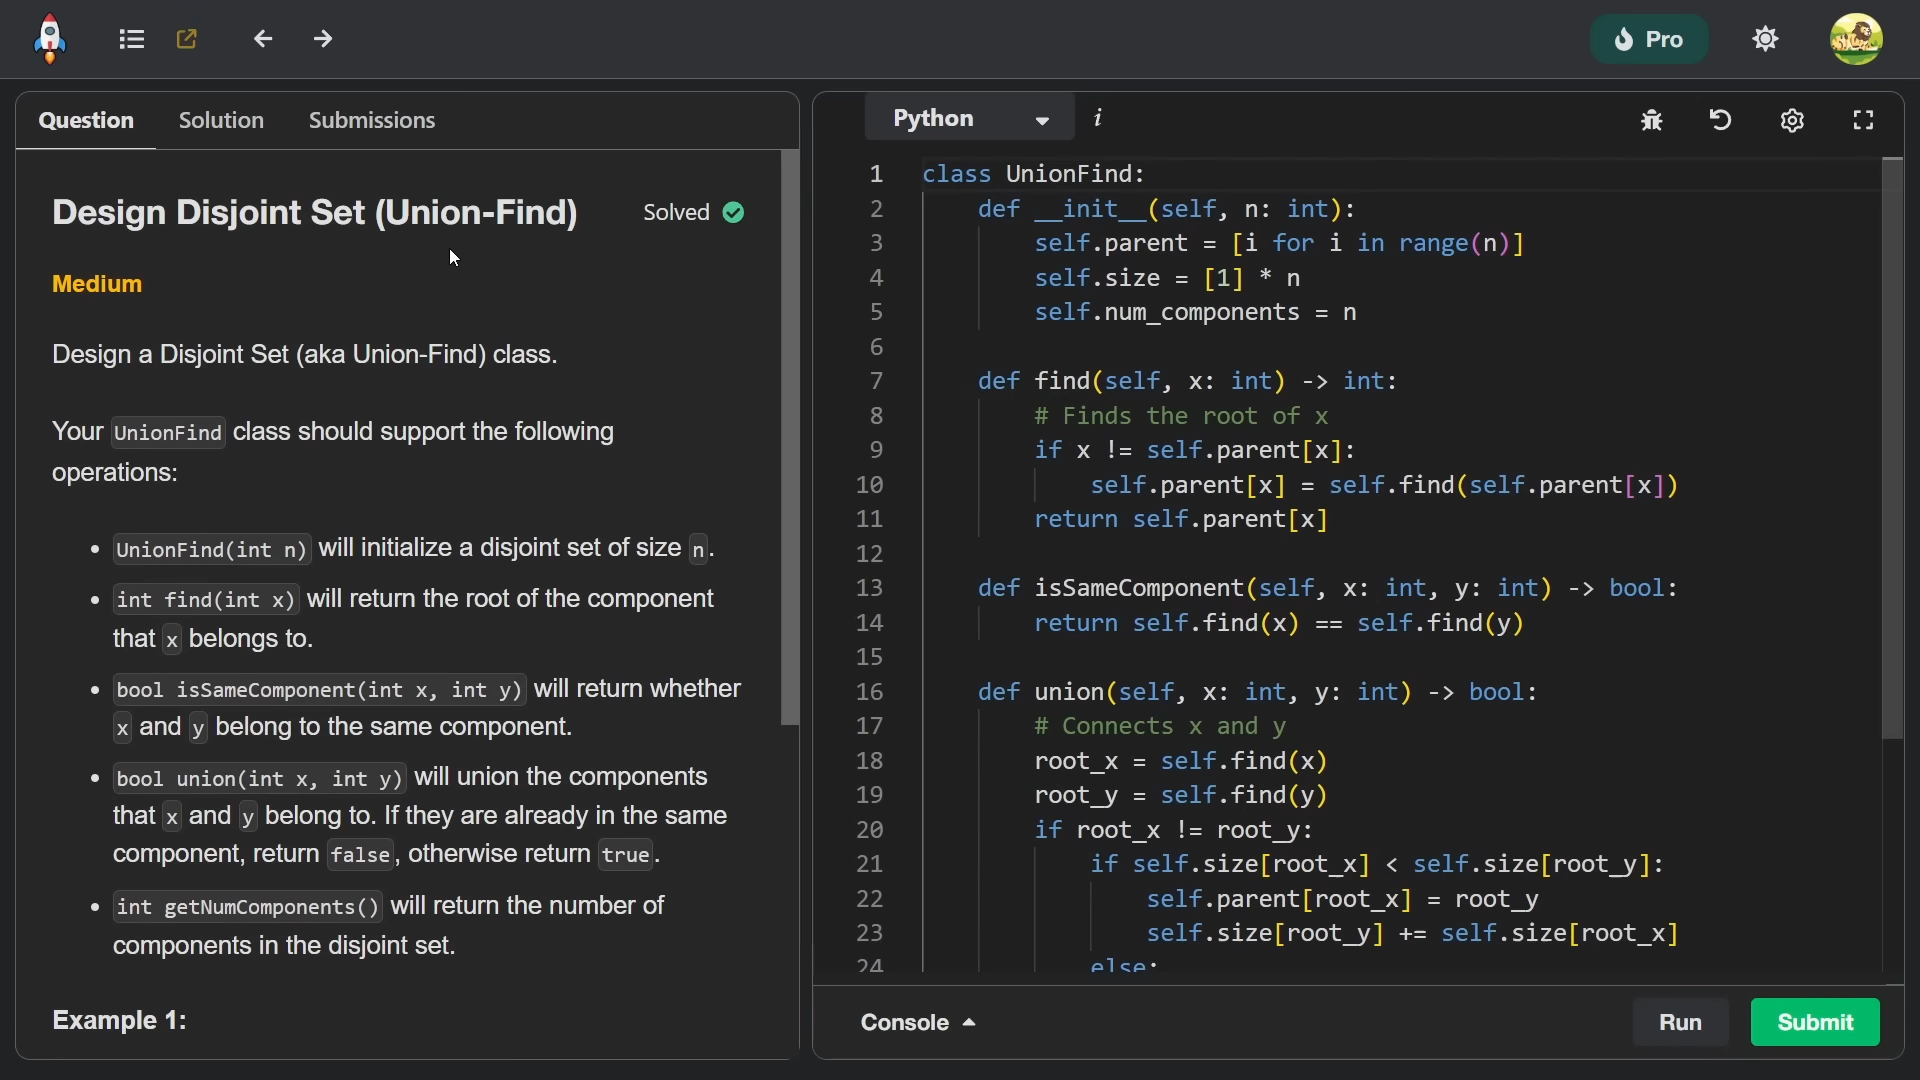 Pro
Question Solution Submissions
Design Disjoint Set (Union-Find) Solved
Medium
Design a Disjoint Set (aka Union-Find) class.
Your UnionFind class should support the following
operations:
UnionFind(int n) will initialize a disjoint set of size n.
int find(int x) will return the root of the component
that x belongs to.
bool isSameComponent(int x, int y) will return whether
x and y belong to the same component.
bool union(int x, int y) will union the components
that x and y belong to. If they are already in the same
component, return false, otherwise return true.
int getNumComponents() will return the number of
components in the disjoint set.
Example 1:
Python i
1 class UnionFind:
2 def __init__(self, n: int):
3 self.parent = [i for i in range(n)]
4 self.size = [1] * n
5 self.num_components = n
6
7 def find(self, x: int) -> int:
8 # Finds the root of x
9 if x != self.parent[x]:
10 self.parent[x] = self.find(self.parent[x])
11 return self.parent[x]
12
13 def isSameComponent(self, x: int, y: int) -> bool:
14 return self.find(x) == self.find(y)
15
16 def union(self, x: int, y: int) -> bool:
17 # Connects x and y
18 root_x = self.find(x)
19 root_y = self.find(y)
20 if root_x != root_y:
21 if self.size[root_x] < self.size[root_y]:
22 self.parent[root_x] = root_y
23 self.size[root_y] += self.size[root_x]
24 else:
Console Run Submit